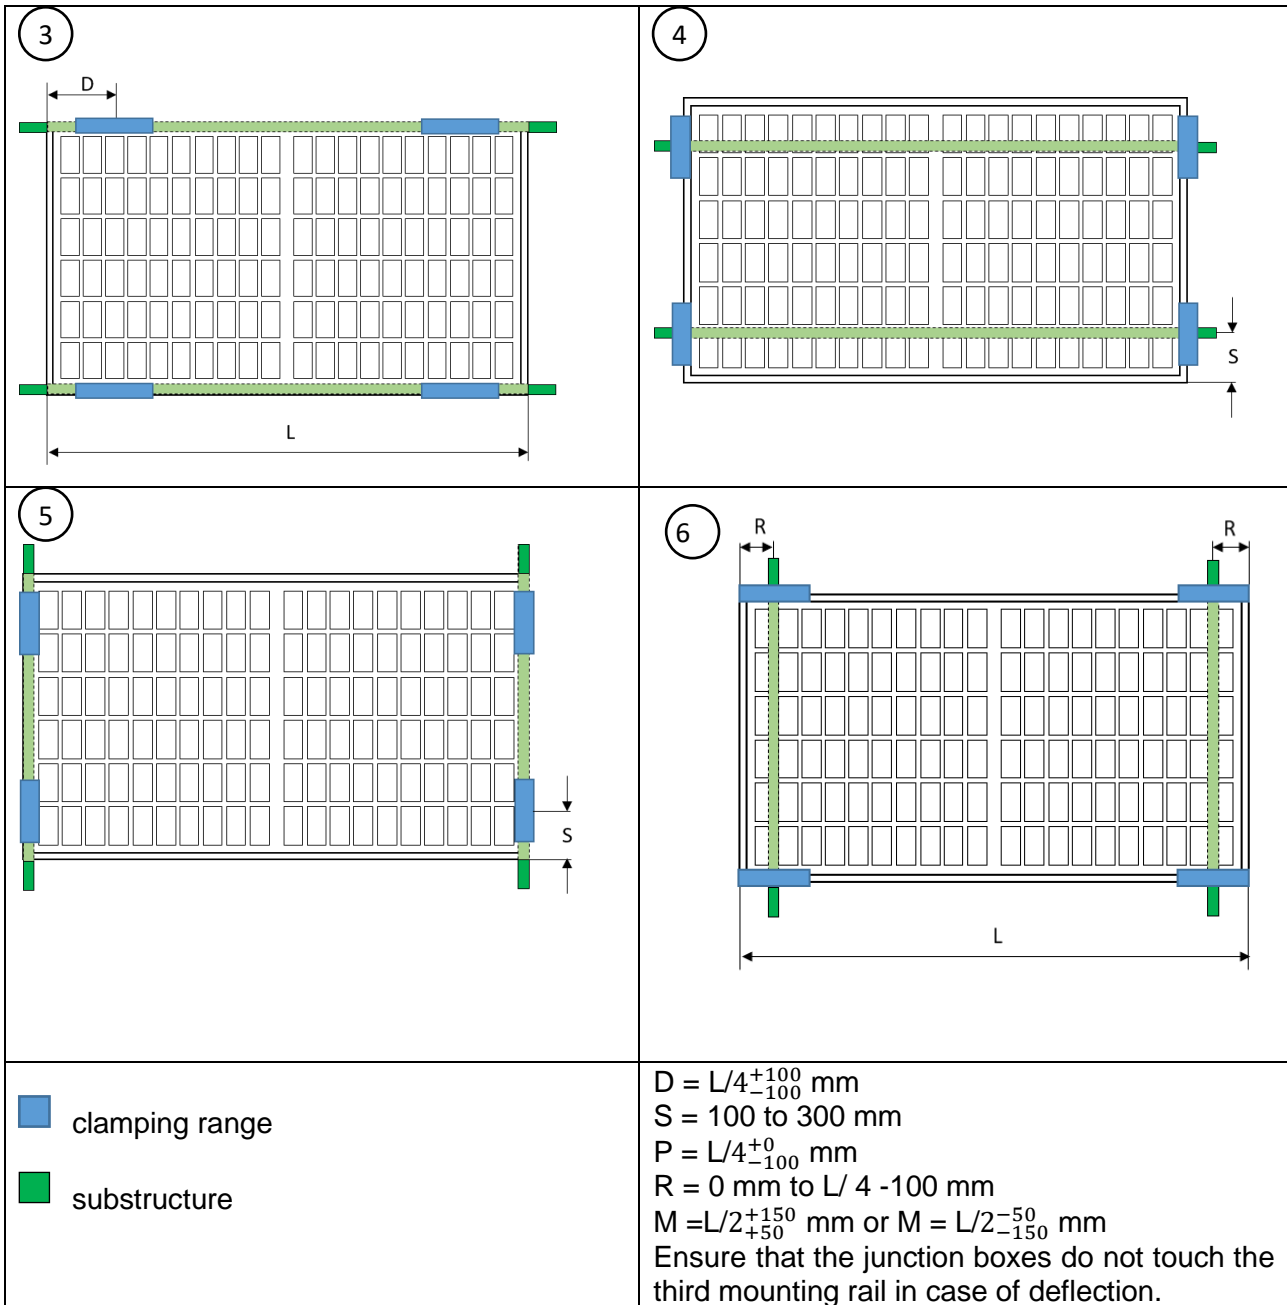 3
D
L
4
S
5
S
6
R R
L
clamping range
substructure
D = L/4⁺¹⁰⁰₋₁₀₀ mm
S = 100 to 300 mm
P = L/4⁺⁰₋₁₀₀ mm
R = 0 mm to L/ 4 -100 mm
M =L/2⁺¹⁵⁰₊₅₀ mm or M = L/2⁻⁵⁰₋₁₅₀ mm
Ensure that the junction boxes do not touch the
third mounting rail in case of deflection.